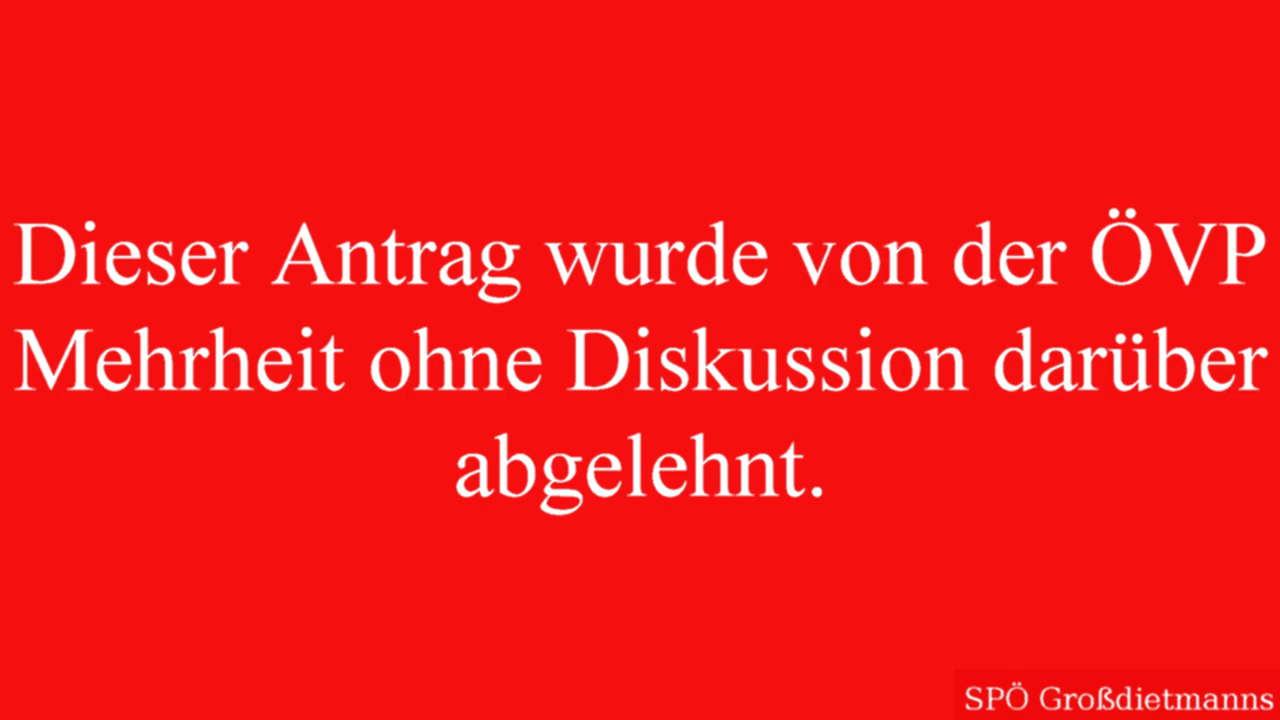 Dieser Antrag wurde von der ÖVP
Mehrheit ohne Diskussion darüber
abgelehnt.
SPÖ Großdietmanns